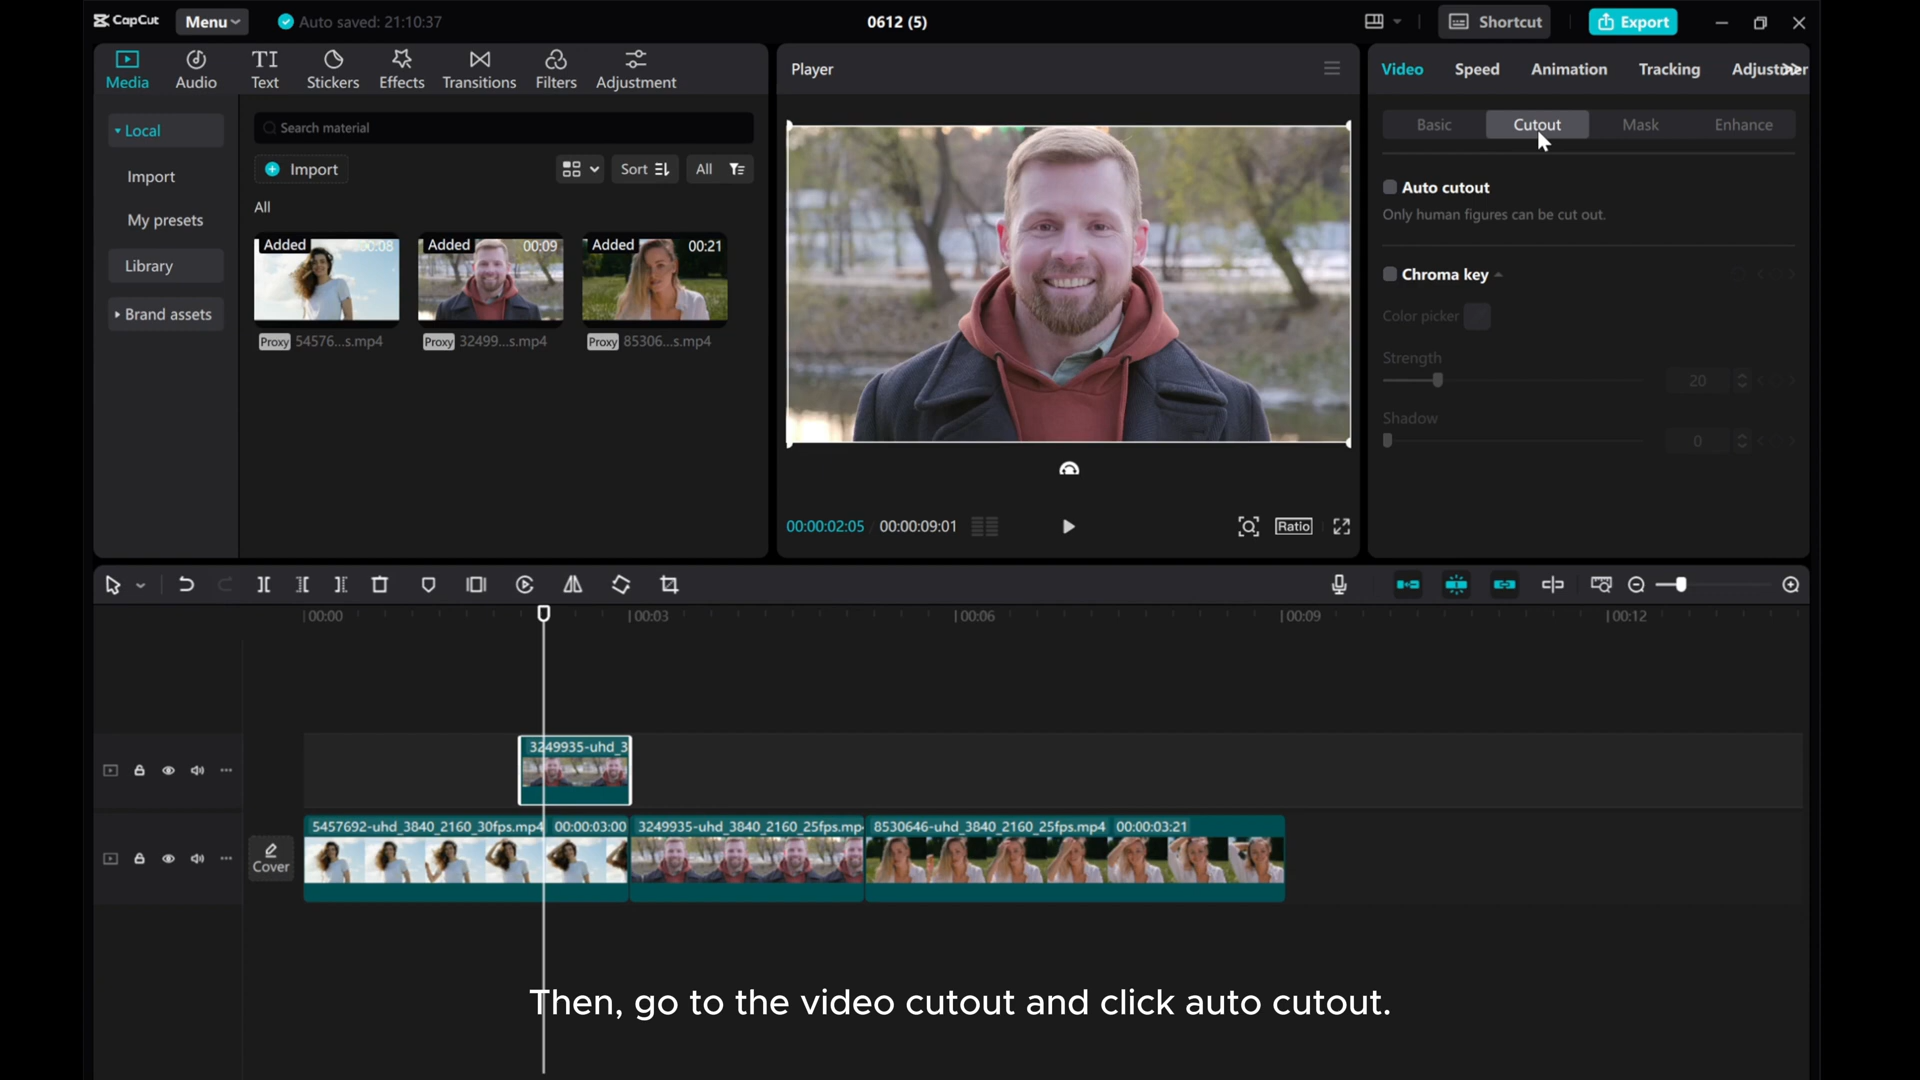 CapCut
Menu
Auto saved: 21:10:37
0612 (5)
Shortcut
Export
Media
Audio
TI
Text
Stickers
Effects
Transitions
Filters
Adjustment
Local
Import
My presets
Library
Brand assets
Search material
Import
Sort
All
All
Added
00:08
Added
00:09
Added
00:21
Proxy 54576...s.mp4
Proxy 32499...s.mp4
Proxy 85306...s.mp4
Player
00:00:02:05
00:00:09:01
Ratio
Video
Speed
Animation
Tracking
Basic
Cutout
Mask
Enhance
Auto cutout
Only human figures can be cut out.
Chroma key
Color picker
Strength
20
Shadow
0
00:00
00:03
00:06
00:09
00:12
3249935-uhd_3
Cover
5457692-uhd_3840_2160_30fps.mp4 00:00:03:00
3249935-uhd_3840_2160_25fps.mp
8530646-uhd_3840_2160_25fps.mp4 00:00:03:21
Then, go to the video cutout and click auto cutout.